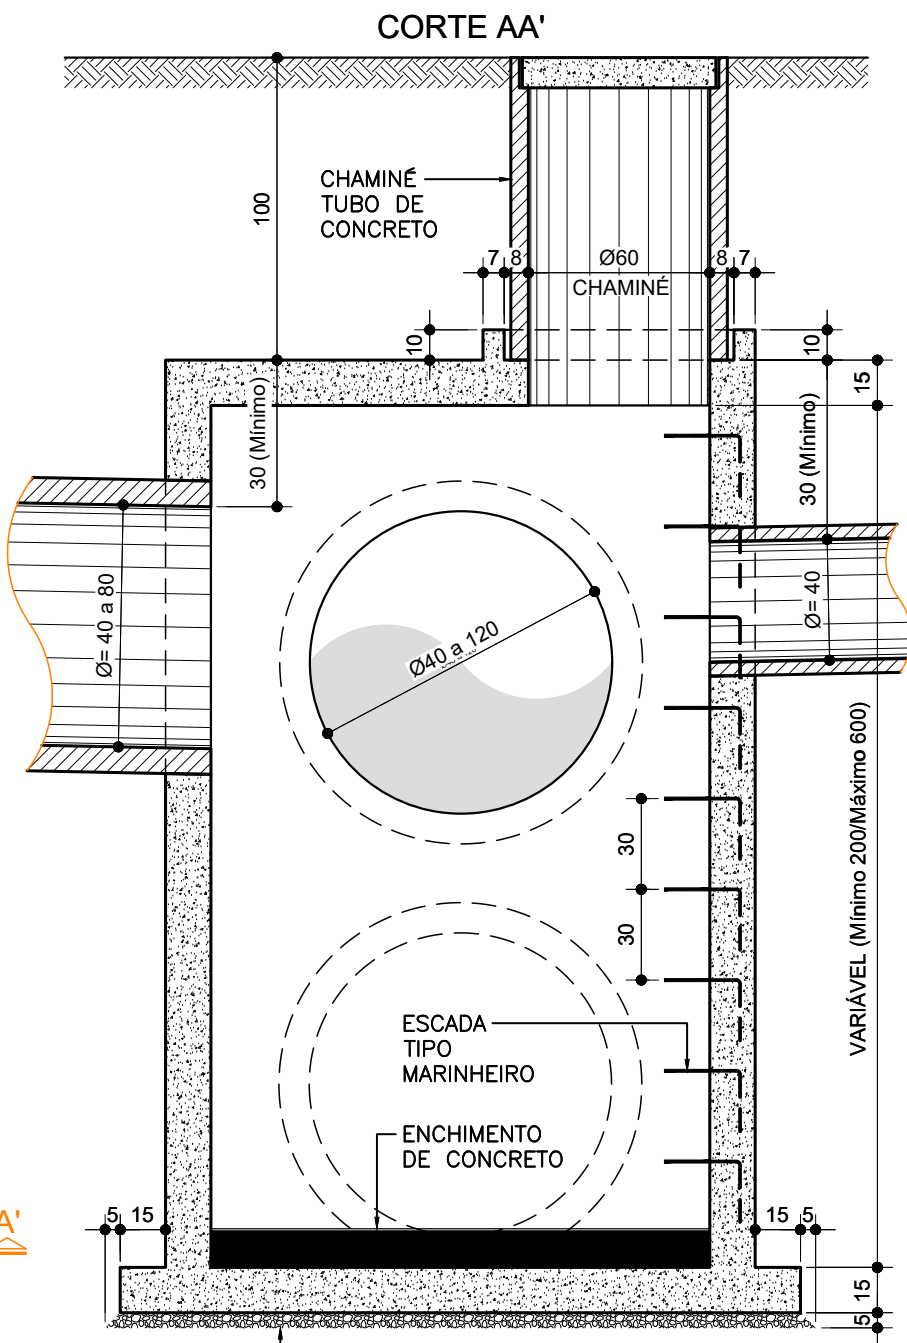 CORTE AA'
100
CHAMINÉ
TUBO DE
CONCRETO
7
8
Ø60
8
7
CHAMINÉ
10
10
15
30 (Mínimo)
30 (Mínimo)
Ø= 40 a 80
Ø40 a 120
Ø= 40
30
30
VARIÁVEL (Mínimo 200/Máximo 600)
ESCADA
TIPO
MARINHEIRO
ENCHIMENTO
DE CONCRETO
A'
5
15
15
5
15
5